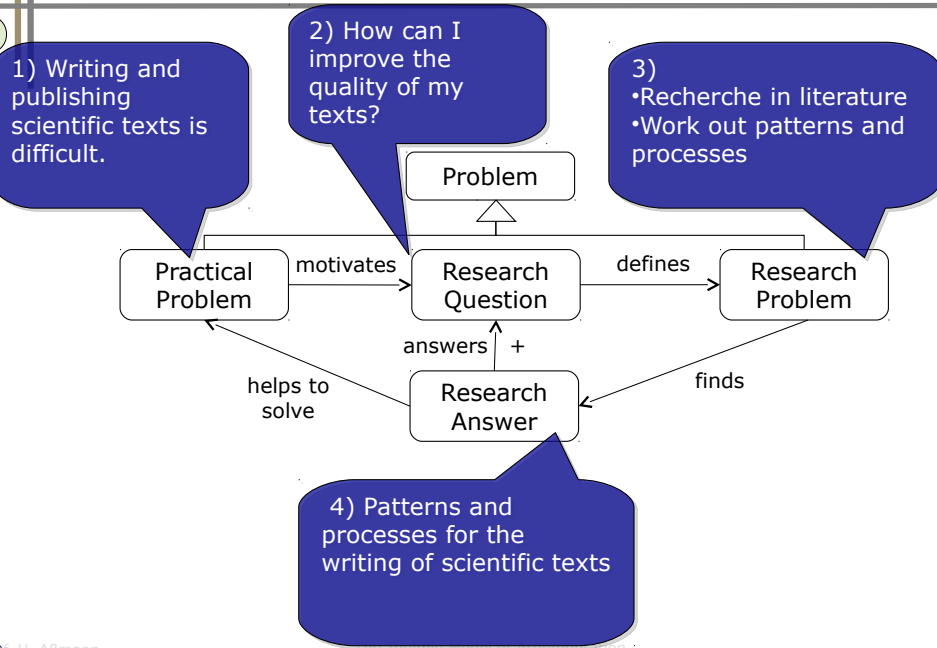 1) Writing and
publishing
scientific texts is
difficult.
2) How can I
improve the
quality of my
texts?
3)
•Recherche in literature
•Work out patterns and
processes
Problem
Practical
Problem
motivates
Research
Question
defines
Research
Problem
answers +
helps to
solve
Research
Answer
finds
4) Patterns and
processes for the
writing of scientific texts